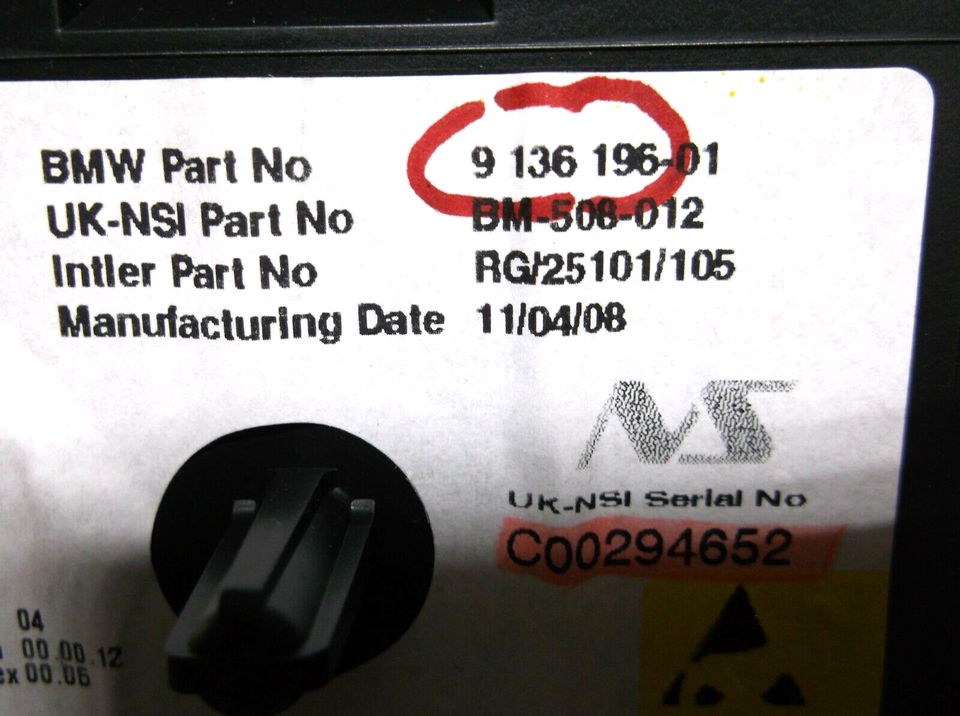 BMW Part No 9 136 196-01
UK-NSI Part No BM-508-012
Intler Part No RG/25101/105
Manufacturing Date 11/04/08
NS
UK-NSI Serial No
C00294652
04
00.00.12
00.06